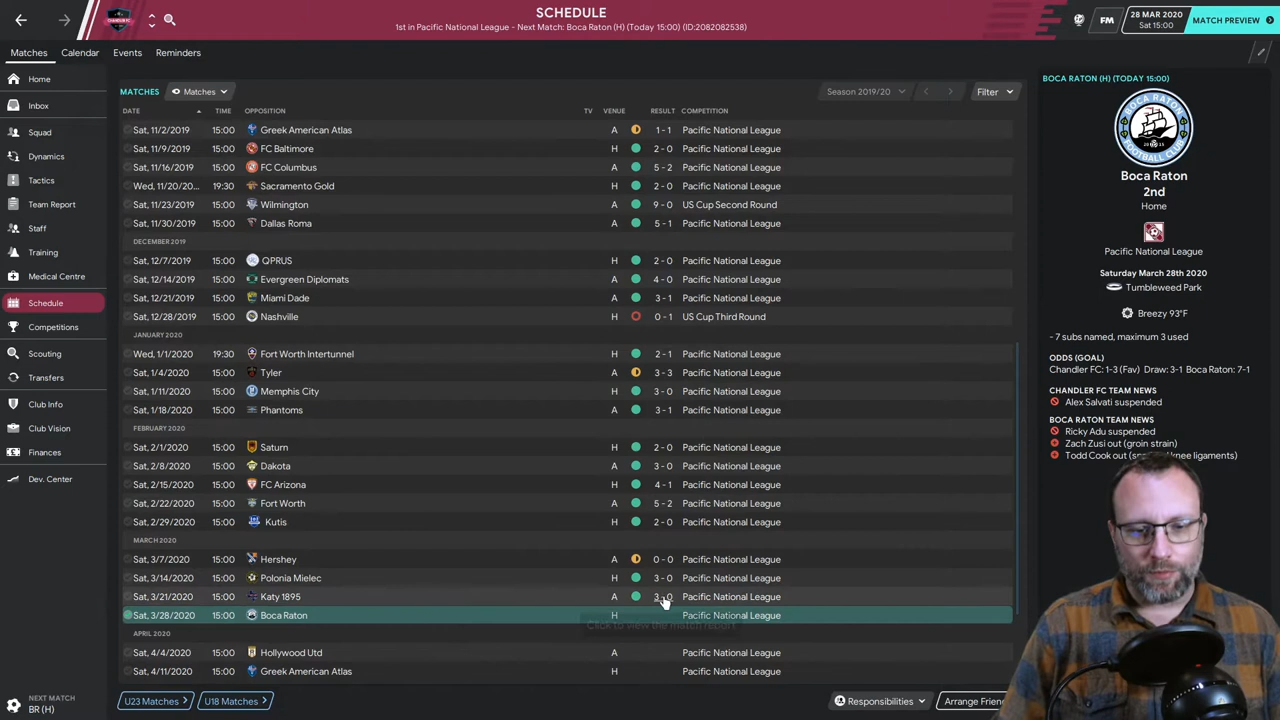 SCHEDULE
1st in Pacific National League - Next Match: Boca Raton (H) (Today 15:00) (ID:2082082538)
FM
28 MAR 2020
Sat 15:00
MATCH PREVIEW
Matches Calendar Events Reminders
Home
Inbox
Squad
Dynamics
Tactics
Team Report
Staff
Training
Medical Centre
Schedule
Competitions
Scouting
Transfers
Club Info
Club Vision
Finances
Dev. Center
NEXT MATCH
BR (H)
MATCHES Matches Season 2019/20 Filter
DATE TIME OPPOSITION TV VENUE RESULT COMPETITION
Sat, 11/2/2019 15:00 Greek American Atlas A 1 - 1 Pacific National League
Sat, 11/9/2019 15:00 FC Baltimore H 2 - 0 Pacific National League
Sat, 11/16/2019 15:00 FC Columbus A 5 - 2 Pacific National League
Wed, 11/20/20... 19:30 Sacramento Gold H 2 - 0 Pacific National League
Sat, 11/23/2019 15:00 Wilmington A 9 - 0 US Cup Second Round
Sat, 11/30/2019 15:00 Dallas Roma A 5 - 1 Pacific National League
DECEMBER 2019
Sat, 12/7/2019 15:00 QPRUS H 2 - 0 Pacific National League
Sat, 12/14/2019 15:00 Evergreen Diplomats A 4 - 0 Pacific National League
Sat, 12/21/2019 15:00 Miami Dade A 3 - 1 Pacific National League
Sat, 12/28/2019 15:00 Nashville H 0 - 1 US Cup Third Round
JANUARY 2020
Wed, 1/1/2020 19:30 Fort Worth Intertunnel H 2 - 1 Pacific National League
Sat, 1/4/2020 15:00 Tyler A 3 - 3 Pacific National League
Sat, 1/11/2020 15:00 Memphis City H 3 - 0 Pacific National League
Sat, 1/18/2020 15:00 Phantoms A 3 - 1 Pacific National League
FEBRUARY 2020
Sat, 2/1/2020 15:00 Saturn H 2 - 0 Pacific National League
Sat, 2/8/2020 15:00 Dakota A 3 - 0 Pacific National League
Sat, 2/15/2020 15:00 FC Arizona H 4 - 1 Pacific National League
Sat, 2/22/2020 15:00 Fort Worth A 5 - 2 Pacific National League
Sat, 2/29/2020 15:00 Kutis H 2 - 0 Pacific National League
MARCH 2020
Sat, 3/7/2020 15:00 Hershey A 0 - 0 Pacific National League
Sat, 3/14/2020 15:00 Polonia Mielec H 3 - 0 Pacific National League
Sat, 3/21/2020 15:00 Katy 1895 A 3 - 0 Pacific National League
Sat, 3/28/2020 15:00 Boca Raton H Pacific National League
Click to view the match report
APRIL 2020
Sat, 4/4/2020 15:00 Hollywood Utd A Pacific National League
Sat, 4/11/2020 15:00 Greek American Atlas H Pacific National League
U23 Matches U18 Matches Responsibilities Arrange Frien
BOCA RATON (H) (TODAY 15:00)
BOCA RATON
FOOTBALL CLUB
Boca Raton
2nd
Home
Pacific National League
Saturday March 28th 2020
Tumbleweed Park
Breezy 93°F
- 7 subs named, maximum 3 used
ODDS (GOAL)
Chandler FC: 1-3 (Fav) Draw: 3-1 Boca Raton: 7-1
CHANDLER FC TEAM NEWS
Alex Salvati suspended
BOCA RATON TEAM NEWS
Ricky Adu suspended
Zach Zusi out (groin strain)
Todd Cook out knee ligaments)